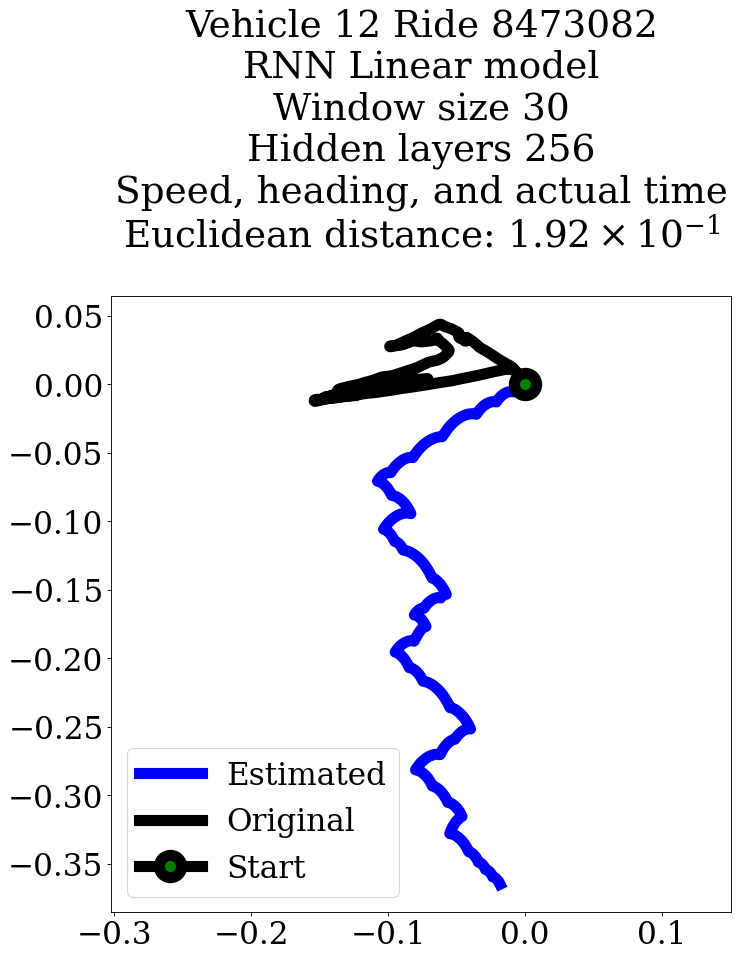 Vehicle 12 Ride 8473082
RNN Linear model
Window size 30
Hidden layers 256
Speed, heading, and actual time
Euclidean distance: 1.92 × 10⁻¹
0.05
0.00
−0.05
−0.10
−0.15
−0.20
−0.25
−0.30
−0.35
Estimated
Original
Start
−0.3 −0.2 −0.1 0.0 0.1